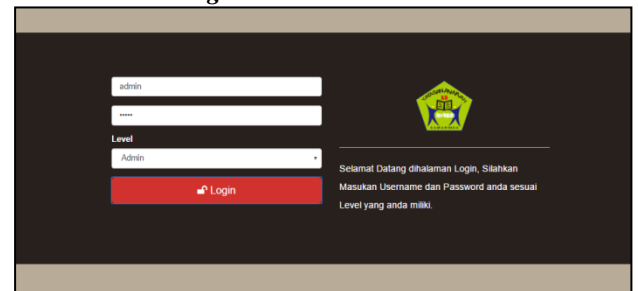 admin
•••••
Level
Admin
Login
Selamat Datang dihalaman Login, Silahkan
Masukan Username dan Password anda sesuai
Level yang anda miliki.